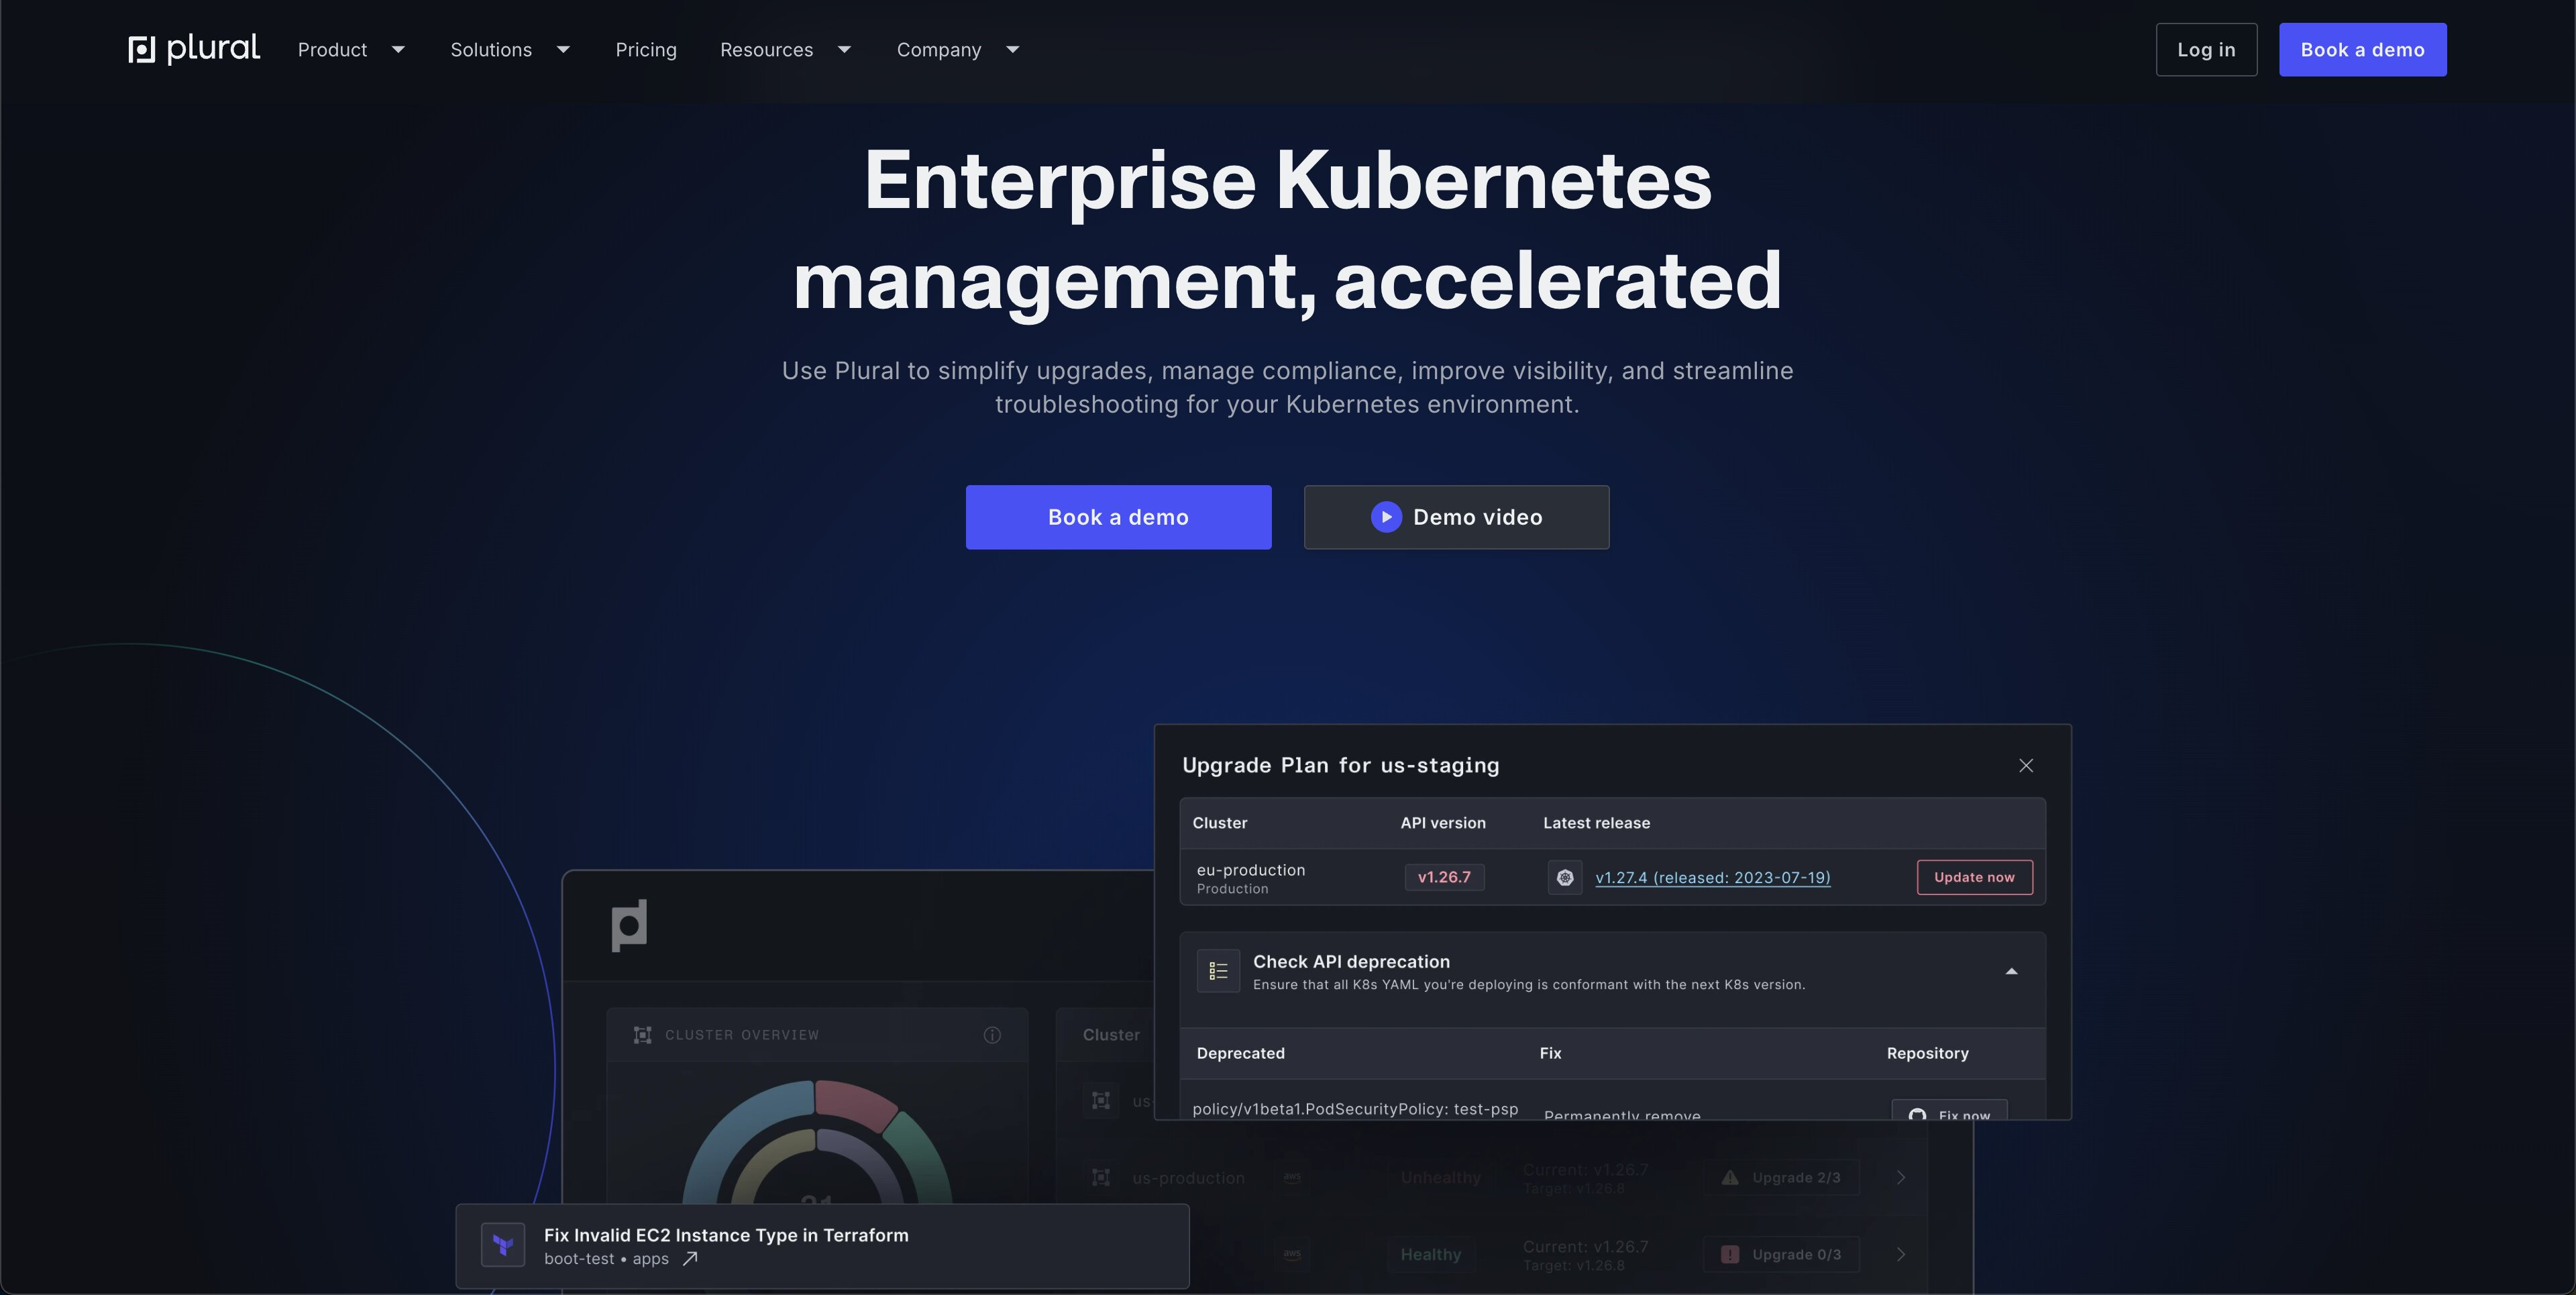 plural
Product
Solutions
Pricing
Resources
Company
Log in
Book a demo
Enterprise Kubernetes
management, accelerated
Use Plural to simplify upgrades, manage compliance, improve visibility, and streamline
troubleshooting for your Kubernetes environment.
Book a demo
Demo video
Upgrade Plan for us-staging
Cluster API version Latest release
eu-production v1.26.7 v1.27.4 (released: 2023-07-19) Update now
Production
Check API deprecation
Ensure that all K8s YAML you're deploying is conformant with the next K8s version.
Deprecated Fix Repository
policy/v1beta1.PodSecurityPolicy: test-psp Permanently remove Fix now
CLUSTER OVERVIEW
Cluster
us-
us-production aws Unhealthy Current: v1.26.7 Upgrade 2/3
Target: v1.26.8
aws Healthy Current: v1.26.7 Upgrade 0/3
Target: v1.26.8
Fix Invalid EC2 Instance Type in Terraform
boot-test • apps